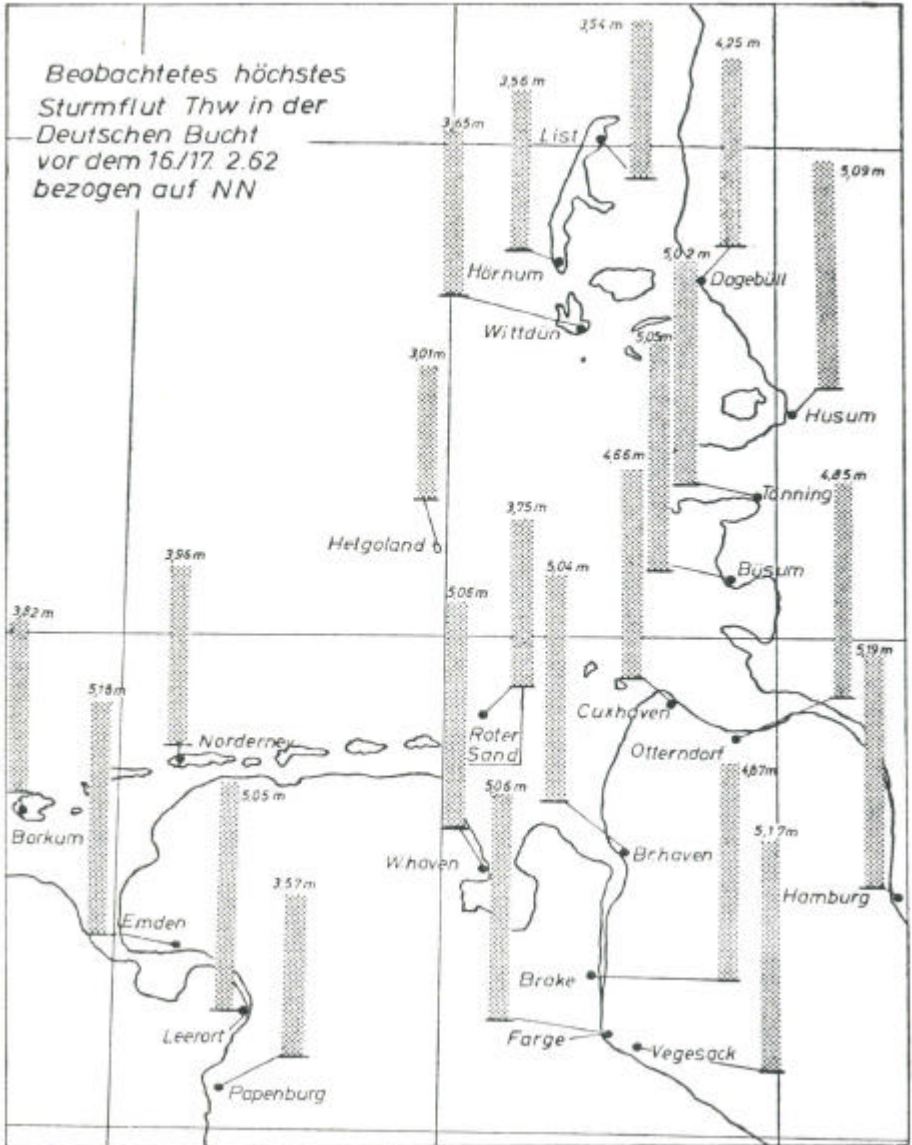 Beobachtetes höchstes
Sturmflut Thw in der
Deutschen Bucht
vor dem 16./17. 2.62
bezogen auf NN
3,54 m
4,25 m
3,56 m
3,65 m
List
5,09 m
Hörnum
5,02 m
Dagebüll
Wittdün
5,05 m
3,01 m
Husum
4,66 m
4,85 m
Tönning
3,75 m
Helgoland
3,96 m
5,04 m
Büsum
5,06 m
3,82 m
5,19 m
5,18 m
Cuxhaven
Norderney
Roter
Sand
Otterndorf
4,87 m
5,05 m
5,06 m
Borkum
5,17 m
W.haven
Br.haven
3,57 m
Hamburg
Emden
Brake
Leerort
Farge
Vegesack
Papenburg